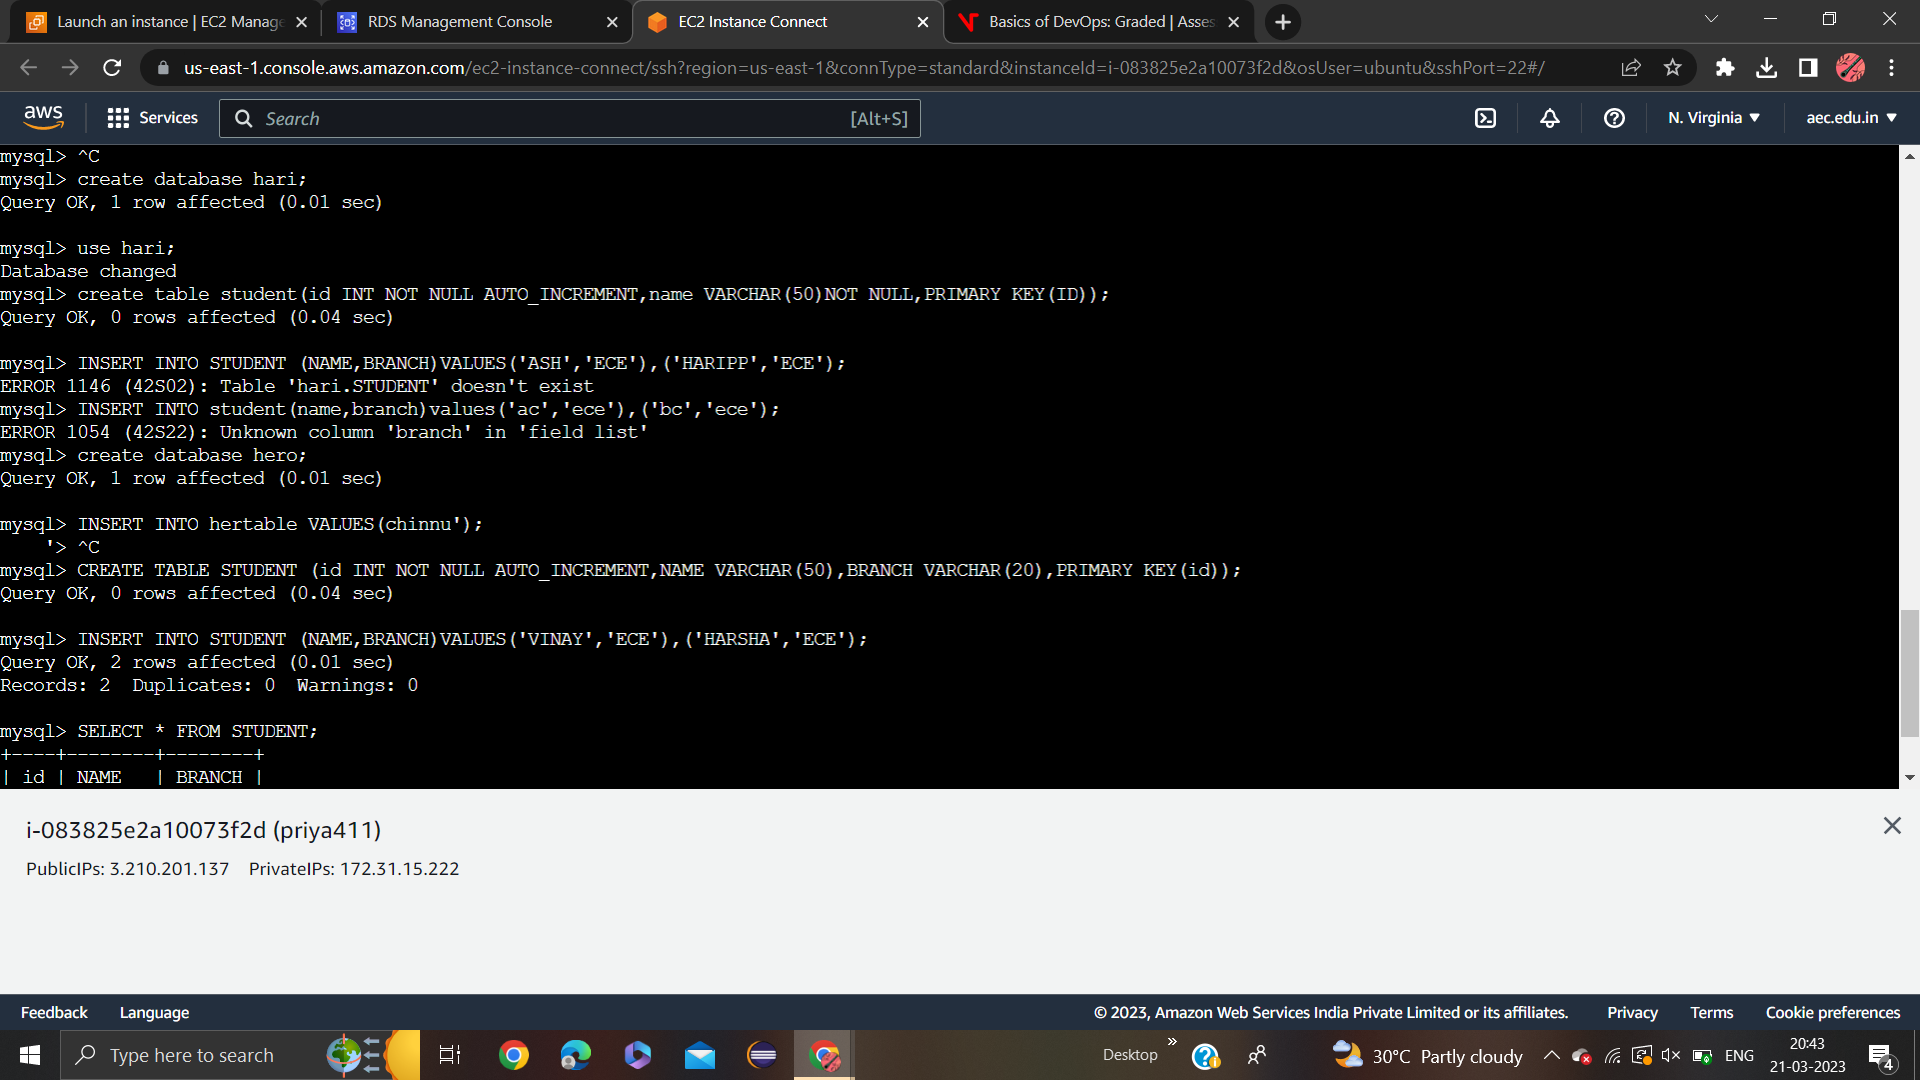 Launch an instance | EC2 Manage
RDS Management Console
EC2 Instance Connect
Basics of DevOps: Graded | Asses
us-east-1.console.aws.amazon.com/ec2-instance-connect/ssh?region=us-east-1&connType=standard&instanceId=i-083825e2a10073f2d&osUser=ubuntu&sshPort=22#/
aws Services Search [Alt+S] N. Virginia aec.edu.in
mysql> ^C
mysql> create database hari;
Query OK, 1 row affected (0.01 sec)
mysql> use hari;
Database changed
mysql> create table student(id INT NOT NULL AUTO_INCREMENT,name VARCHAR(50)NOT NULL,PRIMARY KEY(ID));
Query OK, 0 rows affected (0.04 sec)
mysql> INSERT INTO STUDENT (NAME,BRANCH)VALUES('ASH','ECE'),('HARIPP','ECE');
ERROR 1146 (42S02): Table 'hari.STUDENT' doesn't exist
mysql> INSERT INTO student(name,branch)values('ac','ece'),('bc','ece');
ERROR 1054 (42S22): Unknown column 'branch' in 'field list'
mysql> create database hero;
Query OK, 1 row affected (0.01 sec)
mysql> INSERT INTO hertable VALUES(chinnu');
'> ^C
mysql> CREATE TABLE STUDENT (id INT NOT NULL AUTO_INCREMENT,NAME VARCHAR(50),BRANCH VARCHAR(20),PRIMARY KEY(id));
Query OK, 0 rows affected (0.04 sec)
mysql> INSERT INTO STUDENT (NAME,BRANCH)VALUES('VINAY','ECE'),('HARSHA','ECE');
Query OK, 2 rows affected (0.01 sec)
Records: 2  Duplicates: 0  Warnings: 0
mysql> SELECT * FROM STUDENT;
+----+--------+--------+
| id | NAME   | BRANCH |
i-083825e2a10073f2d (priya411)
PublicIPs: 3.210.201.137 PrivateIPs: 172.31.15.222
Feedback Language © 2023, Amazon Web Services India Private Limited or its affiliates. Privacy Terms Cookie preferences
Type here to search Desktop » 30°C Partly cloudy ENG 20:43
21-03-2023 4